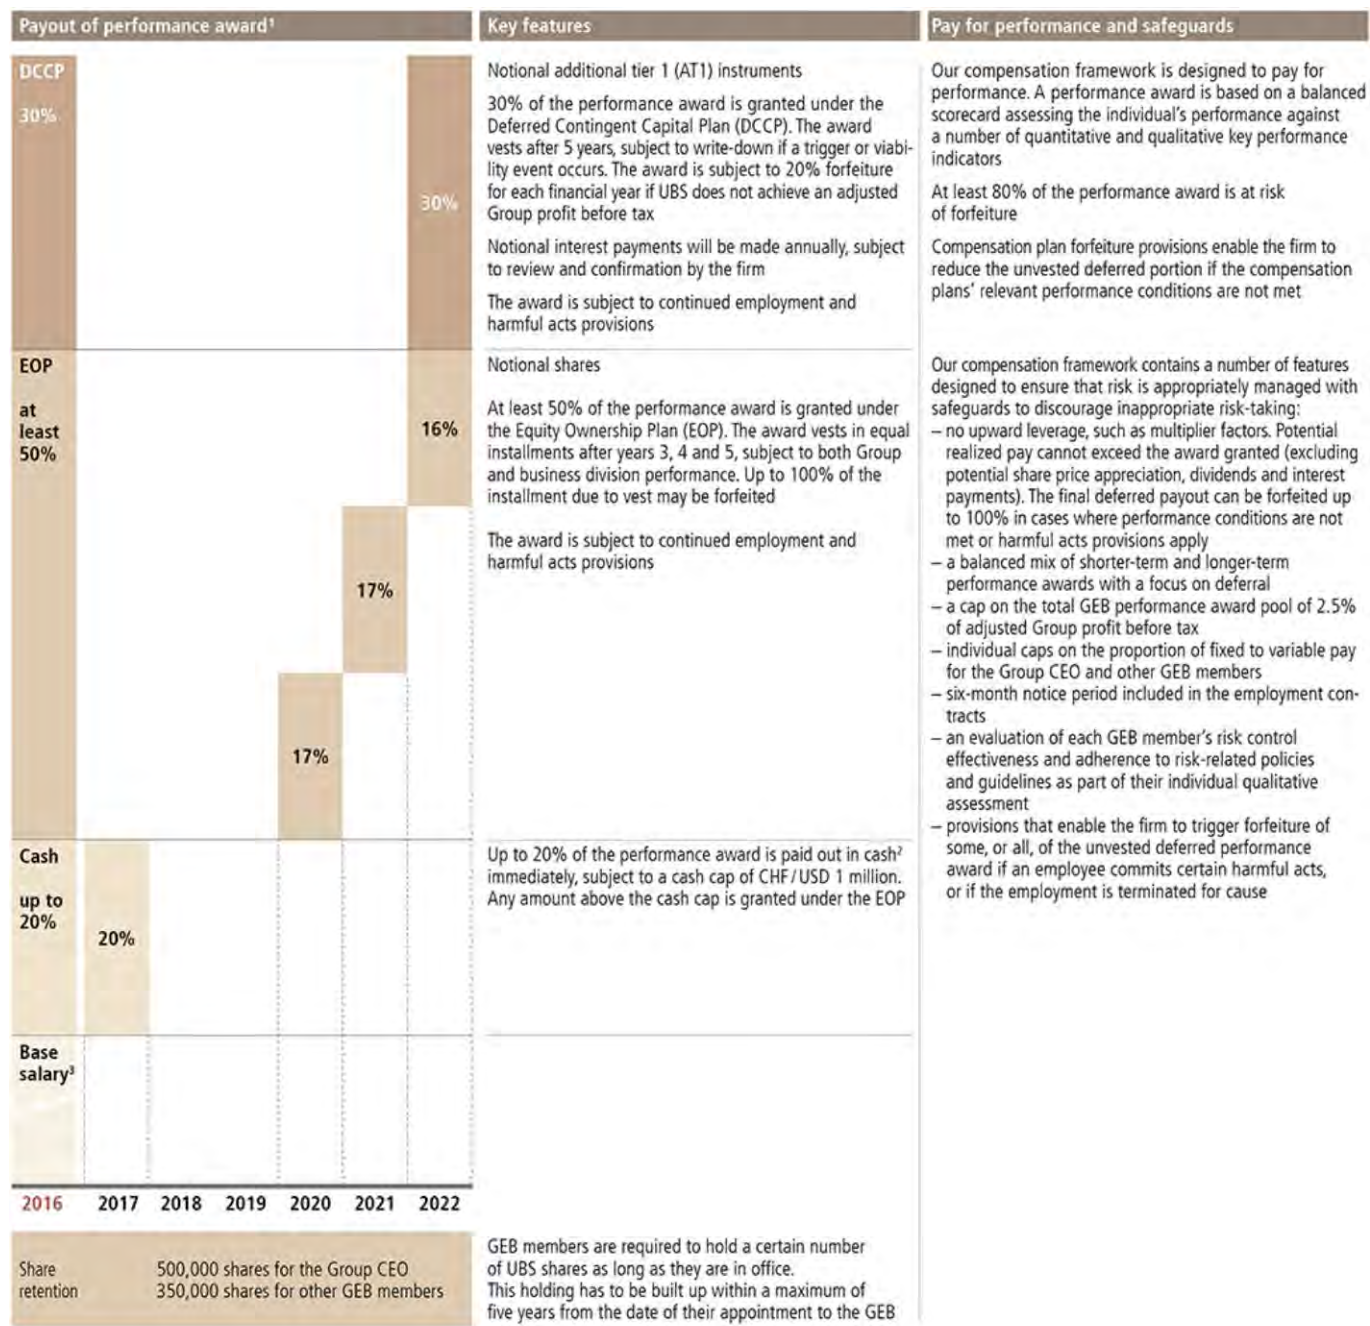 Payout of performance award¹
DCCP
30%
30%
EOP
at
least
50%
16%
17%
17%
Cash
up to
20%
20%
Base
salary³
2016 2017 2018 2019 2020 2021 2022
Share
retention
500,000 shares for the Group CEO
350,000 shares for other GEB members
Key features
Notional additional tier 1 (AT1) instruments
30% of the performance award is granted under the
Deferred Contingent Capital Plan (DCCP). The award
vests after 5 years, subject to write-down if a trigger or viabi-
lity event occurs. The award is subject to 20% forfeiture
for each financial year if UBS does not achieve an adjusted
Group profit before tax
Notional interest payments will be made annually, subject
to review and confirmation by the firm
The award is subject to continued employment and
harmful acts provisions
Notional shares
At least 50% of the performance award is granted under
the Equity Ownership Plan (EOP). The award vests in equal
installments after years 3, 4 and 5, subject to both Group
and business division performance. Up to 100% of the
installment due to vest may be forfeited
The award is subject to continued employment and
harmful acts provisions
Up to 20% of the performance award is paid out in cash²
immediately, subject to a cash cap of CHF / USD 1 million.
Any amount above the cash cap is granted under the EOP
GEB members are required to hold a certain number
of UBS shares as long as they are in office.
This holding has to be built up within a maximum of
five years from the date of their appointment to the GEB
Pay for performance and safeguards
Our compensation framework is designed to pay for
performance. A performance award is based on a balanced
scorecard assessing the individual's performance against
a number of quantitative and qualitative key performance
indicators
At least 80% of the performance award is at risk
of forfeiture
Compensation plan forfeiture provisions enable the firm to
reduce the unvested deferred portion if the compensation
plans' relevant performance conditions are not met
Our compensation framework contains a number of features
designed to ensure that risk is appropriately managed with
safeguards to discourage inappropriate risk-taking:
– no upward leverage, such as multiplier factors. Potential
realized pay cannot exceed the award granted (excluding
potential share price appreciation, dividends and interest
payments). The final deferred payout can be forfeited up
to 100% in cases where performance conditions are not
met or harmful acts provisions apply
– a balanced mix of shorter-term and longer-term
performance awards with a focus on deferral
– a cap on the total GEB performance award pool of 2.5%
of adjusted Group profit before tax
– individual caps on the proportion of fixed to variable pay
for the Group CEO and other GEB members
– six-month notice period included in the employment con-
tracts
– an evaluation of each GEB member's risk control
effectiveness and adherence to risk-related policies
and guidelines as part of their individual qualitative
assessment
– provisions that enable the firm to trigger forfeiture of
some, or all, of the unvested deferred performance
award if an employee commits certain harmful acts,
or if the employment is terminated for cause